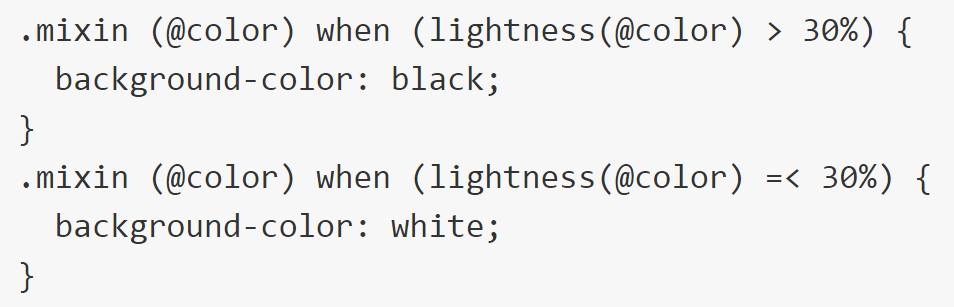 .mixin (@color) when (lightness(@color) > 30%) {
  background-color: black;
}
.mixin (@color) when (lightness(@color) =< 30%) {
  background-color: white;
}